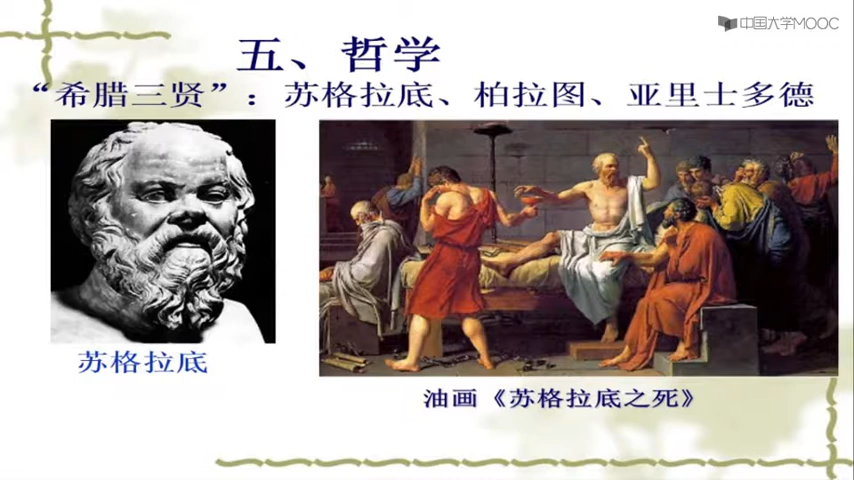 中国大学MOOC
五、哲学
“希腊三贤”：苏格拉底、柏拉图、亚里士多德
苏格拉底
油画《苏格拉底之死》